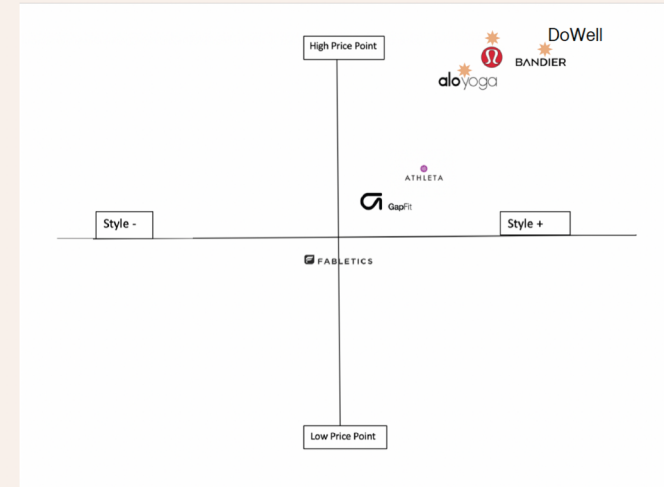 High Price Point
DoWell
BANDIER
aloyoga
ATHLETA
GapFit
Style -
Style +
FABLETICS
Low Price Point